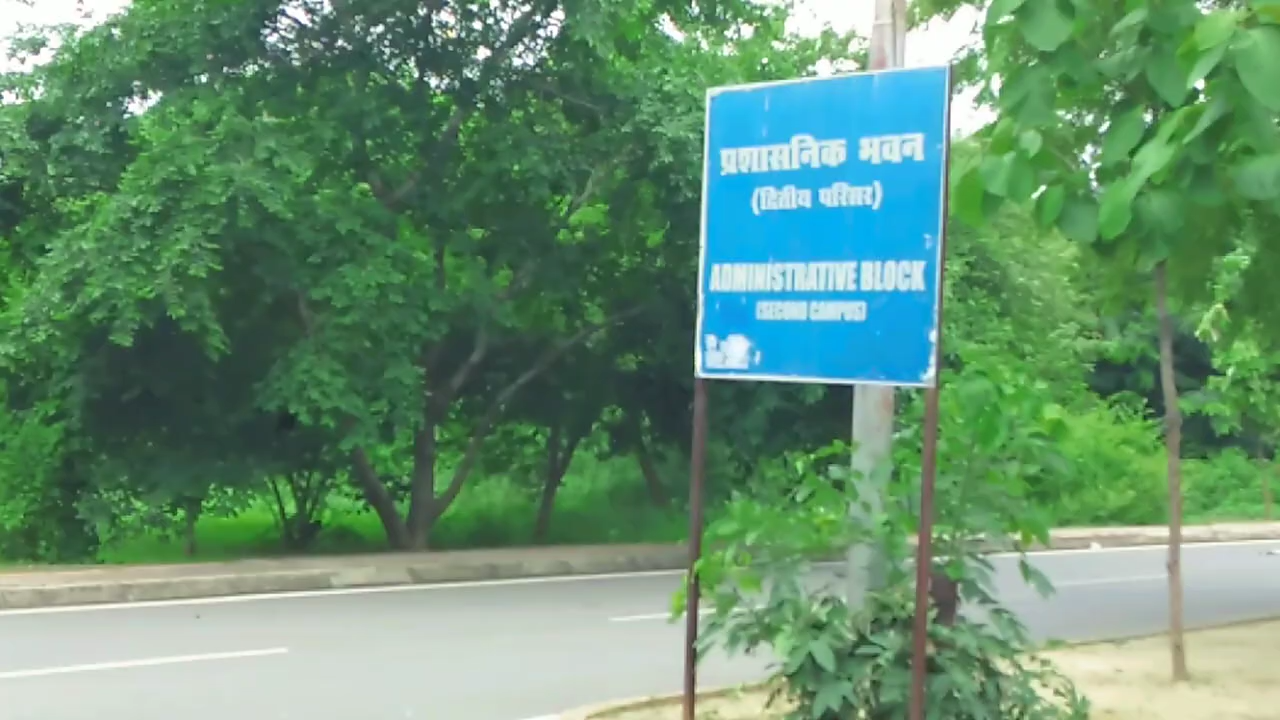 प्रशासनिक भवन
(द्वितीय परिसर)
ADMINISTRATIVE BLOCK
(SECOND CAMPUS)